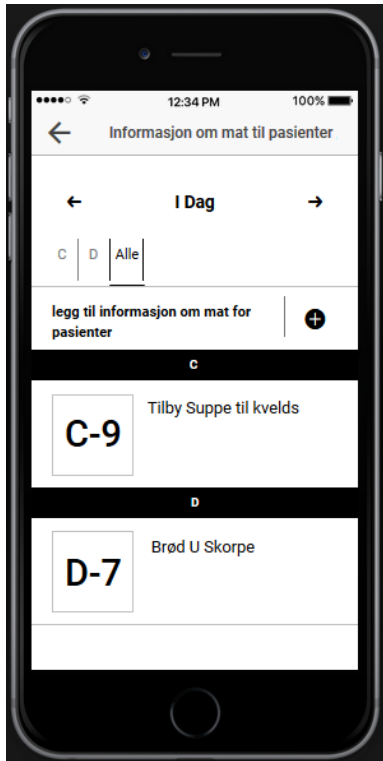 12:34 PM
100%
Informasjon om mat til pasienter
I Dag
C D Alle
legg til informasjon om mat for
pasienter
C
C-9
Tilby Suppe til kvelds
D
D-7
Brød U Skorpe